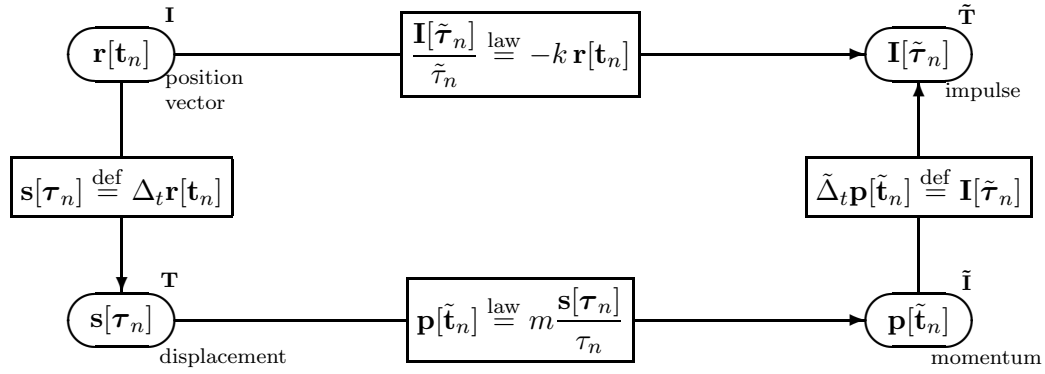 I
r[t_n]
position
vector
I[τ̃_n] / τ̃_n =^law −k r[t_n]
T̃
I[τ̃_n]
impulse
s[τ_n] =^def Δ_t r[t_n]
Δ̃_t p[t̃_n] =^def I[τ̃_n]
T
s[τ_n]
displacement
p[t̃_n] =^law m s[τ_n] / τ_n
Ĩ
p[t̃_n]
momentum